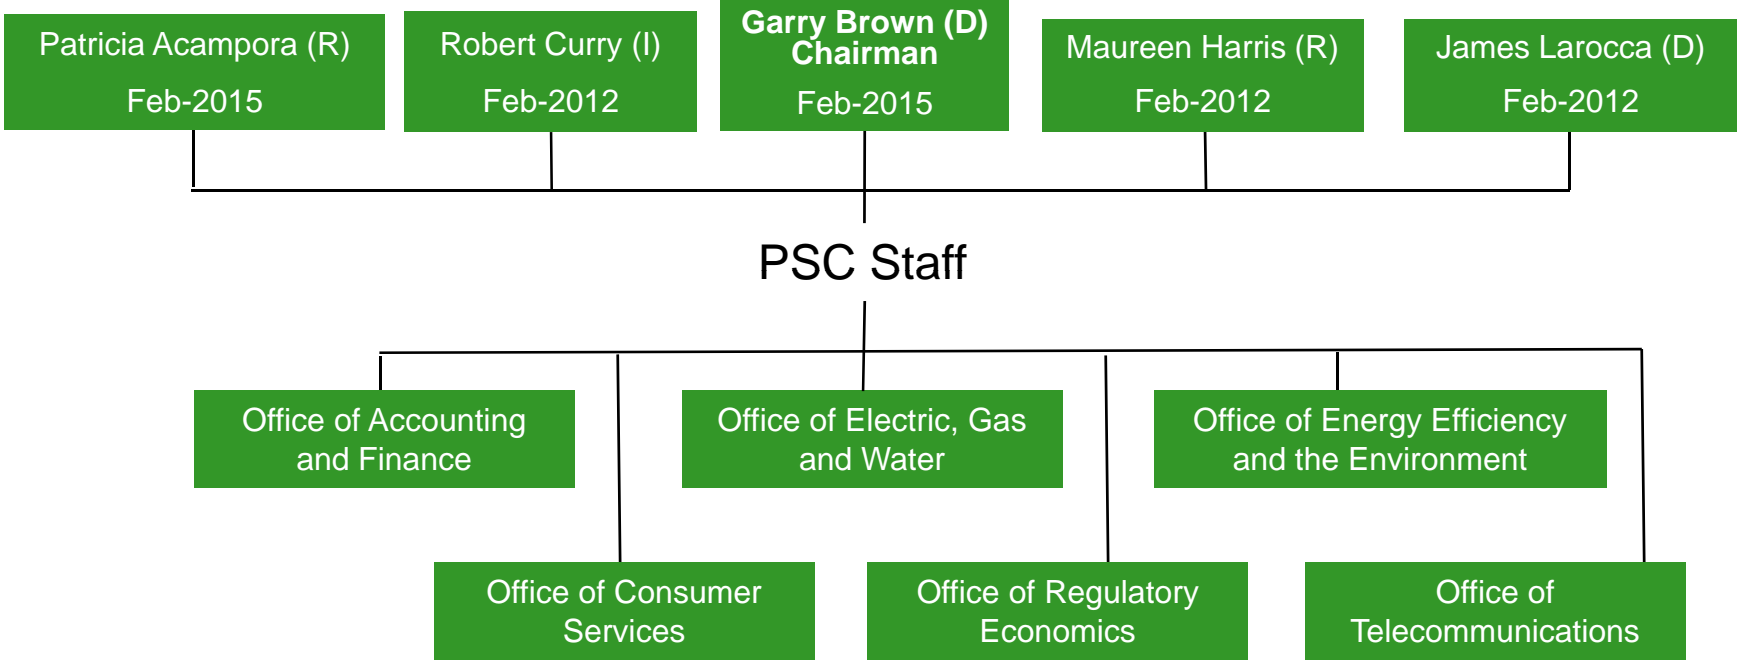 Patricia Acampora (R)
Feb-2015
Robert Curry (I)
Feb-2012
Garry Brown (D)
Chairman
Feb-2015
Maureen Harris (R)
Feb-2012
James Larocca (D)
Feb-2012
PSC Staff
Office of Accounting
and Finance
Office of Electric, Gas
and Water
Office of Energy Efficiency
and the Environment
Office of Consumer
Services
Office of Regulatory
Economics
Office of
Telecommunications